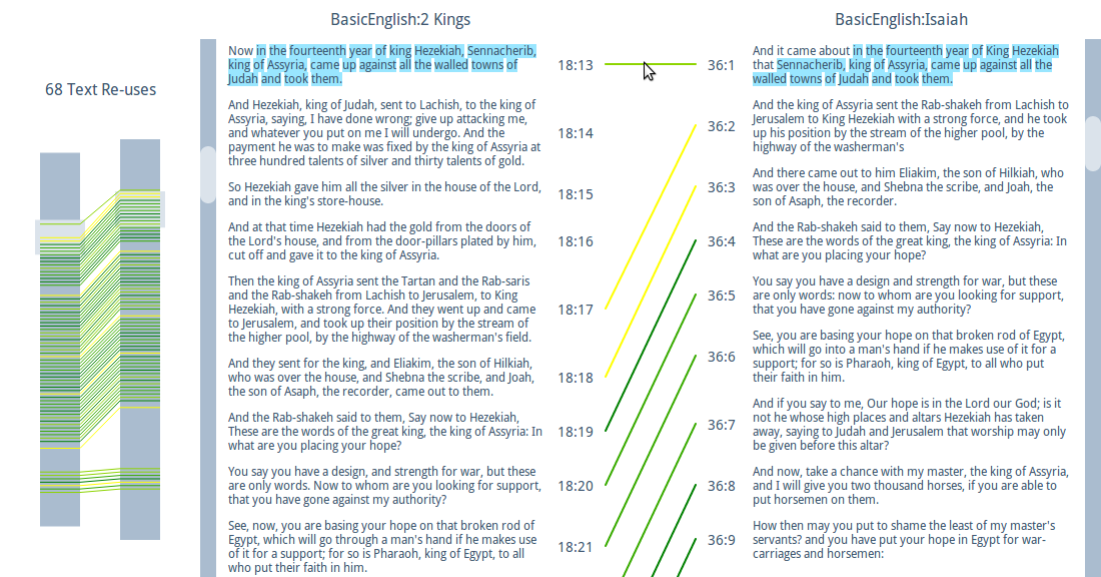 BasicEnglish:2 Kings
BasicEnglish:Isaiah
68 Text Re-uses
Now in the fourteenth year of king Hezekiah, Sennacherib,
king of Assyria, came up against all the walled towns of
Judah and took them.
And Hezekiah, king of Judah, sent to Lachish, to the king of
Assyria, saying, I have done wrong; give up attacking me,
and whatever you put on me I will undergo. And the
payment he was to make was fixed by the king of Assyria at
three hundred talents of silver and thirty talents of gold.
So Hezekiah gave him all the silver in the house of the Lord,
and in the king's store-house.
And at that time Hezekiah had the gold from the doors of
the Lord's house, and from the door-pillars plated by him,
cut off and gave it to the king of Assyria.
Then the king of Assyria sent the Tartan and the Rab-saris
and the Rab-shakeh from Lachish to Jerusalem, to King
Hezekiah, with a strong force. And they went up and came
to Jerusalem, and took up their position by the stream of
the higher pool, by the highway of the washerman's field.
And they sent for the king, and Eliakim, the son of Hilkiah,
who was over the house, and Shebna the scribe, and Joah,
the son of Asaph, the recorder, came out to them.
And the Rab-shakeh said to them, Say now to Hezekiah,
These are the words of the great king, the king of Assyria: In
what are you placing your hope?
You say you have a design, and strength for war, but these
are only words. Now to whom are you looking for support,
that you have gone against my authority?
See, now, you are basing your hope on that broken rod of
Egypt, which will go through a man's hand if he makes use
of it for a support; for so is Pharaoh, king of Egypt, to all
who put their faith in him.
18:13
18:14
18:15
18:16
18:17
18:18
18:19
18:20
18:21
36:1
36:2
36:3
36:4
36:5
36:6
36:7
36:8
36:9
And it came about in the fourteenth year of King Hezekiah
that Sennacherib, king of Assyria, came up against all the
walled towns of Judah and took them.
And the king of Assyria sent the Rab-shakeh from Lachish to
Jerusalem to King Hezekiah with a strong force, and he took
up his position by the stream of the higher pool, by the
highway of the washerman's
And there came out to him Eliakim, the son of Hilkiah, who
was over the house, and Shebna the scribe, and Joah, the
son of Asaph, the recorder.
And the Rab-shakeh said to them, Say now to Hezekiah,
These are the words of the great king, the king of Assyria: In
what are you placing your hope?
You say you have a design and strength for war, but these
are only words: now to whom are you looking for support,
that you have gone against my authority?
See, you are basing your hope on that broken rod of Egypt,
which will go into a man's hand if he makes use of it for a
support; for so is Pharaoh, king of Egypt, to all who put
their faith in him.
And if you say to me, Our hope is in the Lord our God; is it
not he whose high places and altars Hezekiah has taken
away, saying to Judah and Jerusalem that worship may only
be given before this altar?
And now, take a chance with my master, the king of Assyria,
and I will give you two thousand horses, if you are able to
put horsemen on them.
How then may you put to shame the least of my master's
servants? and you have put your hope in Egypt for war-
carriages and horsemen: